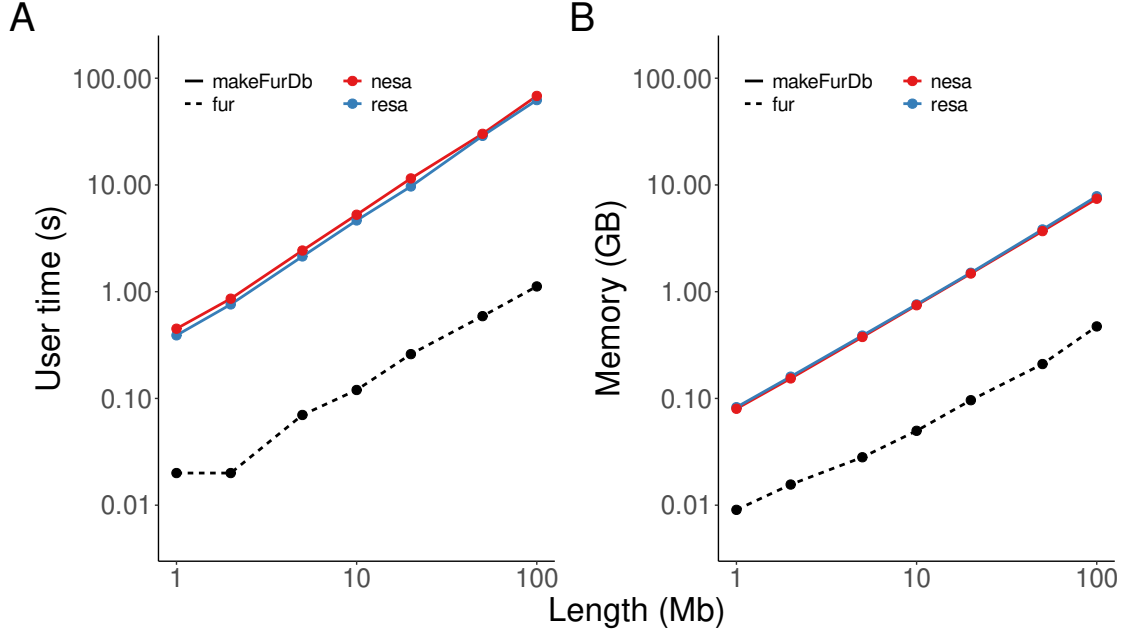 A
User time (s)
100.00
10.00
1.00
0.10
0.01
makeFurDb
fur
nesa
resa
1
10
100
B
Memory (GB)
100.00
10.00
1.00
0.10
0.01
makeFurDb
fur
nesa
resa
1
10
100
Length (Mb)